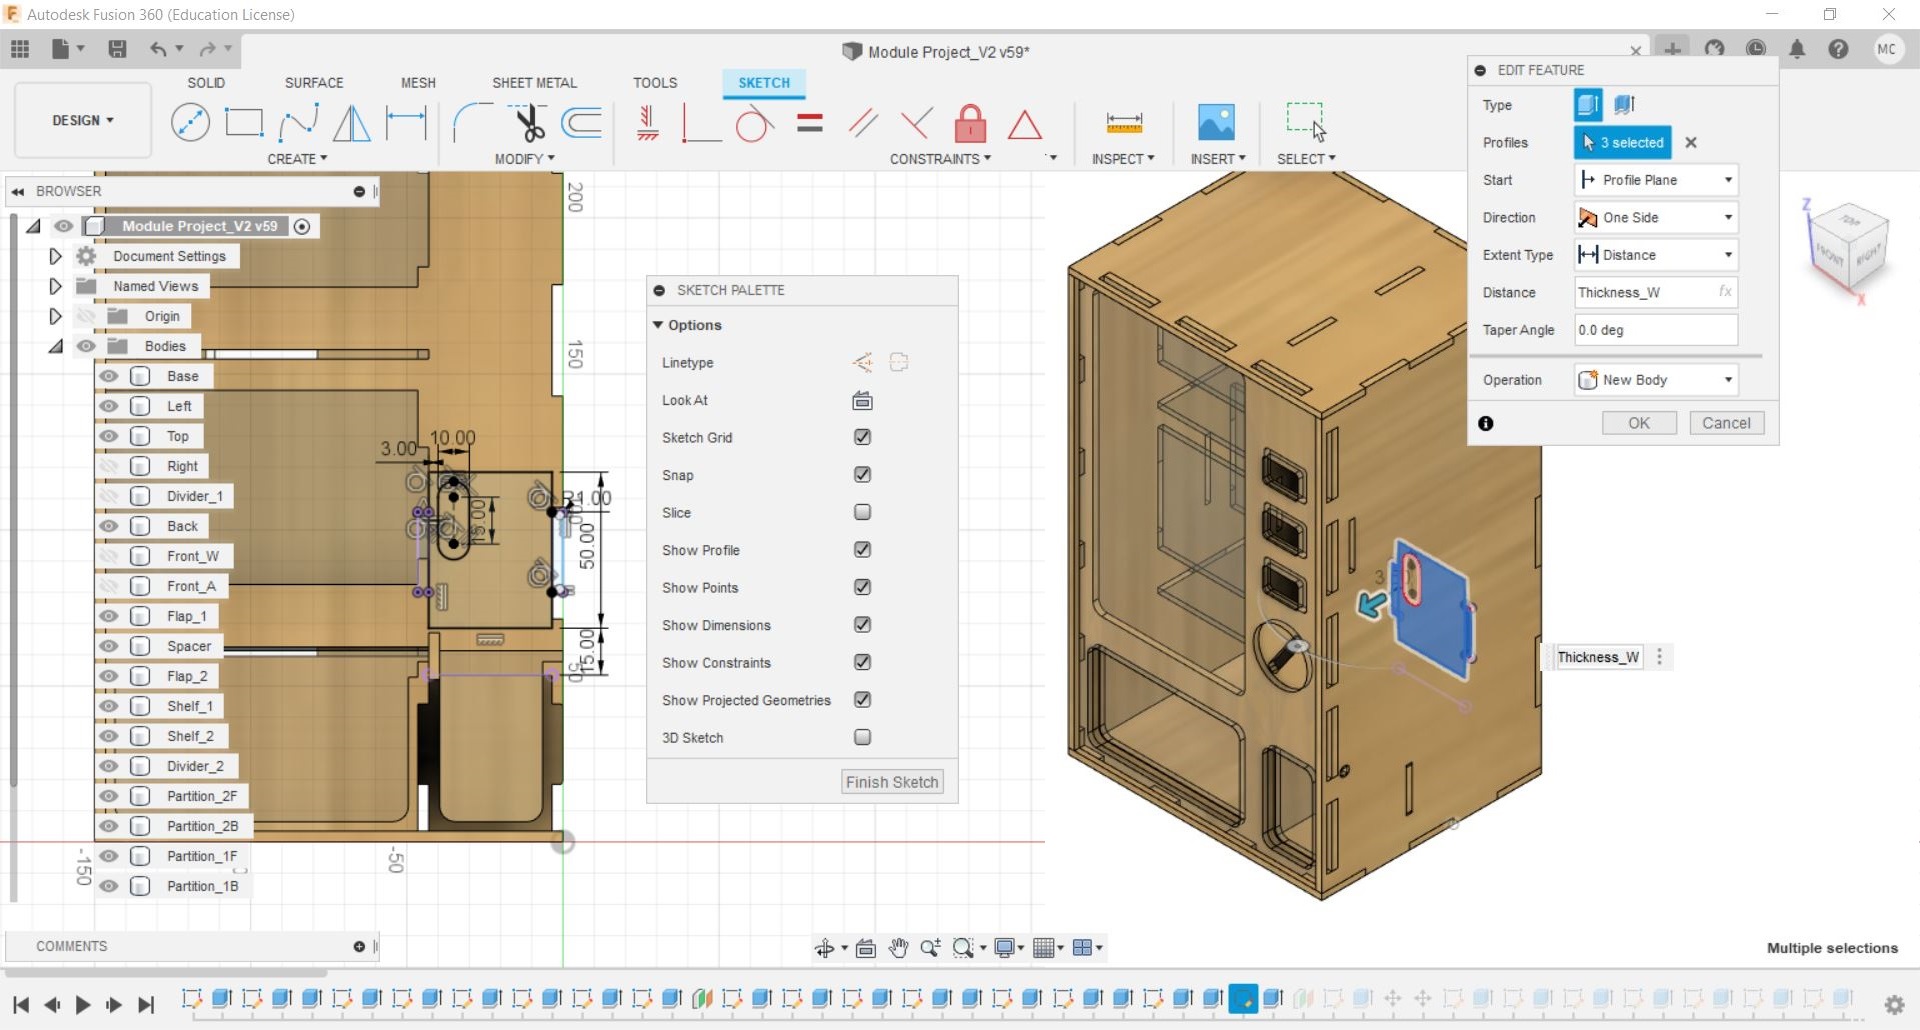 Autodesk Fusion 360 (Education License)
Module Project_V2 v59*
MC
SOLID SURFACE MESH SHEET METAL TOOLS SKETCH
DESIGN
CREATE MODIFY CONSTRAINTS INSPECT INSERT SELECT
BROWSER
Module Project_V2 v59
Document Settings
Named Views
Origin
Bodies
Base
Left
Top
Right
Divider_1
Back
Front_W
Front_A
Flap_1
Spacer
Flap_2
Shelf_1
Shelf_2
Divider_2
Partition_2F
Partition_2B
Partition_1F
Partition_1B
COMMENTS
200
150
3.00
10.00
50.00
15.00
-150
-50
SKETCH PALETTE
Options
Linetype
Look At
Sketch Grid
Snap
Slice
Show Profile
Show Points
Show Dimensions
Show Constraints
Show Projected Geometries
3D Sketch
Finish Sketch
EDIT FEATURE
Type
Profiles 3 selected
Start Profile Plane
Direction One Side
Extent Type Distance
Distance Thickness_W fx
Taper Angle 0.0 deg
Operation New Body
OK Cancel
Z
TOP
FRONT
RIGHT
X
3
Thickness_W
Multiple selections